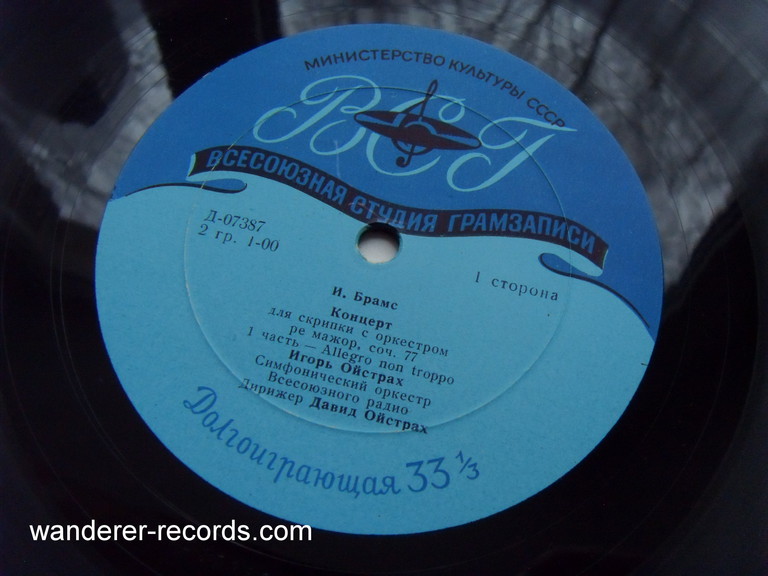 МИНИСТЕРСТВО КУЛЬТУРЫ СССР
ВСГ
ВСЕСОЮЗНАЯ СТУДИЯ ГРАМЗАПИСИ
Д-07387
2 гр. 1-00
I сторона
И. Брамс
Концерт
для скрипки с оркестром
ре мажор, соч. 77
I часть — Allegro non troppo
Игорь Ойстрах
Симфонический оркестр
Всесоюзного радио
Дирижер Давид Ойстрах
Долгоиграющая 33 1/3
wanderer-records.com